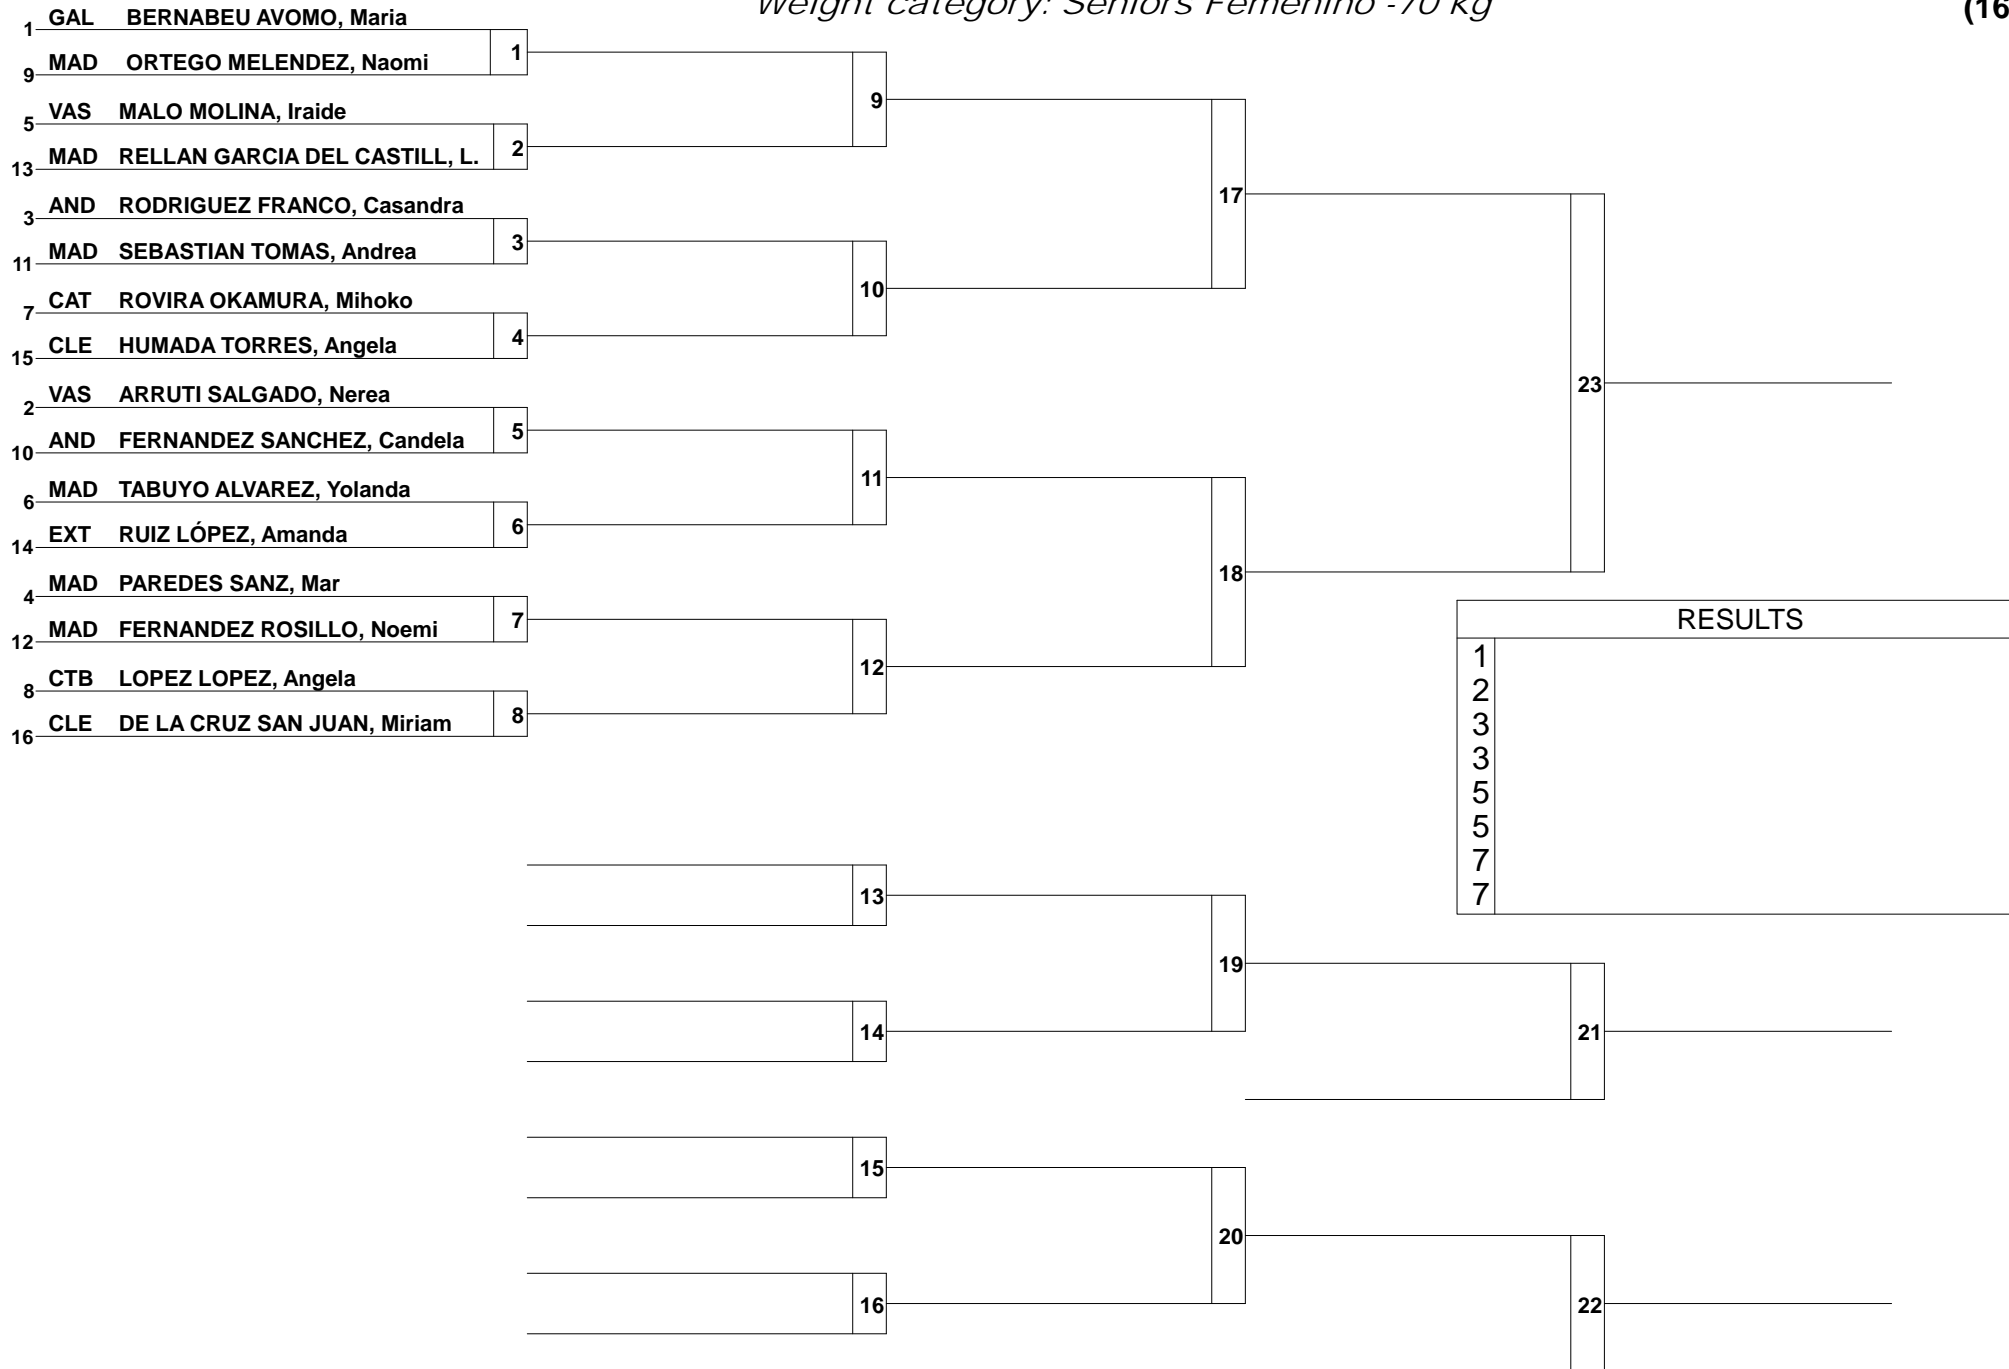 Weight category: Seniors Femenino -70 kg
(16
1 GAL BERNABEU AVOMO, Maria
9 MAD ORTEGO MELENDEZ, Naomi
1
5 VAS MALO MOLINA, Iraide
13 MAD RELLAN GARCIA DEL CASTILL, L.
2
3 AND RODRIGUEZ FRANCO, Casandra
11 MAD SEBASTIAN TOMAS, Andrea
3
7 CAT ROVIRA OKAMURA, Mihoko
15 CLE HUMADA TORRES, Angela
4
2 VAS ARRUTI SALGADO, Nerea
10 AND FERNANDEZ SANCHEZ, Candela
5
6 MAD TABUYO ALVAREZ, Yolanda
14 EXT RUIZ LÓPEZ, Amanda
6
4 MAD PAREDES SANZ, Mar
12 MAD FERNANDEZ ROSILLO, Noemi
7
8 CTB LOPEZ LOPEZ, Angela
16 CLE DE LA CRUZ SAN JUAN, Miriam
8
9
10
11
12
17
18
23
RESULTS
1
2
3
3
5
5
7
7
13
14
15
16
19
20
21
22